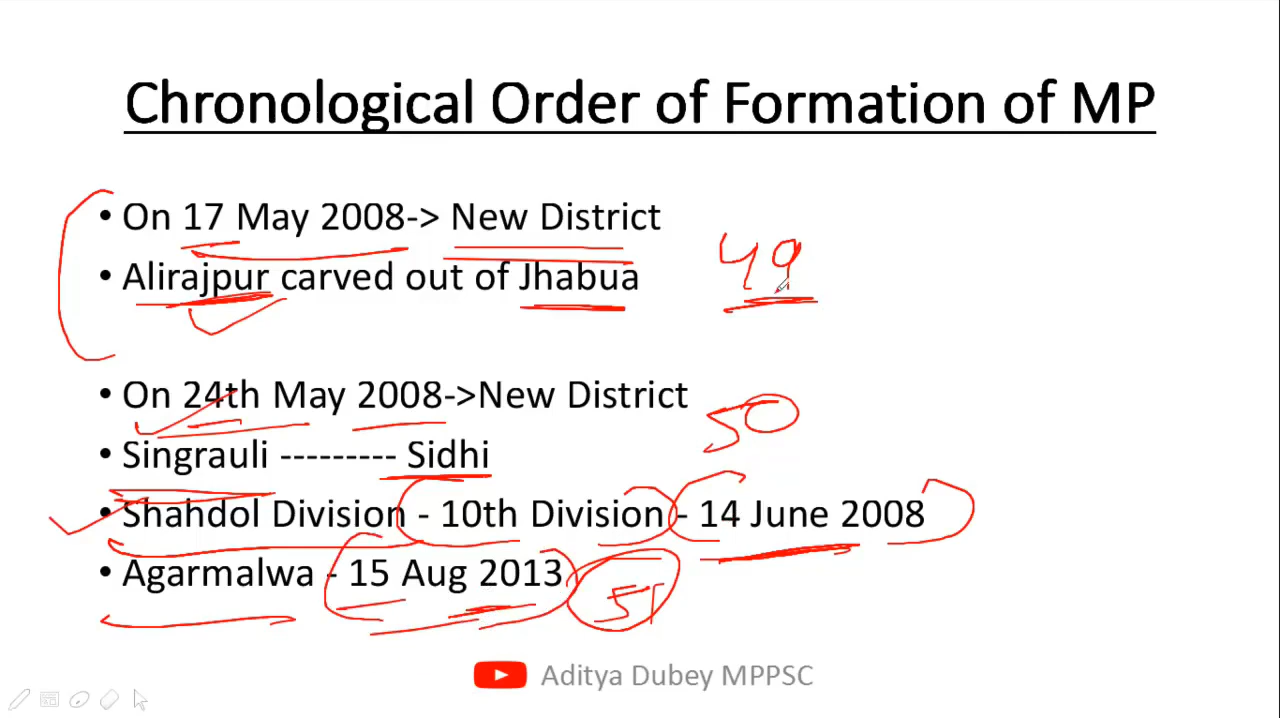 Chronological Order of Formation of MP
• On 17 May 2008-> New District
• Alirajpur carved out of Jhabua
49
• On 24th May 2008->New District
50
• Singrauli --------- Sidhi
• Shahdol Division - 10th Division - 14 June 2008
• Agarmalwa - 15 Aug 2013
51
Aditya Dubey MPPSC